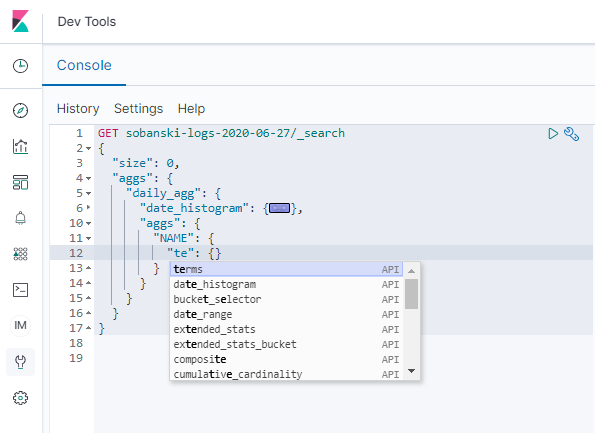 Dev Tools
Console
History Settings Help
1 GET sobanski-logs-2020-06-27/_search
2 {
3 "size": 0,
4 "aggs": {
5 "daily_agg": {
6 "date_histogram": {...},
10 "aggs": {
11 "NAME": {
12 "te": {}
13 }
14 }
15 }
16 }
17 }
18
19
terms API
date_histogram API
bucket_selector API
date_range API
extended_stats API
extended_stats_bucket API
composite API
cumulative_cardinality API
IM